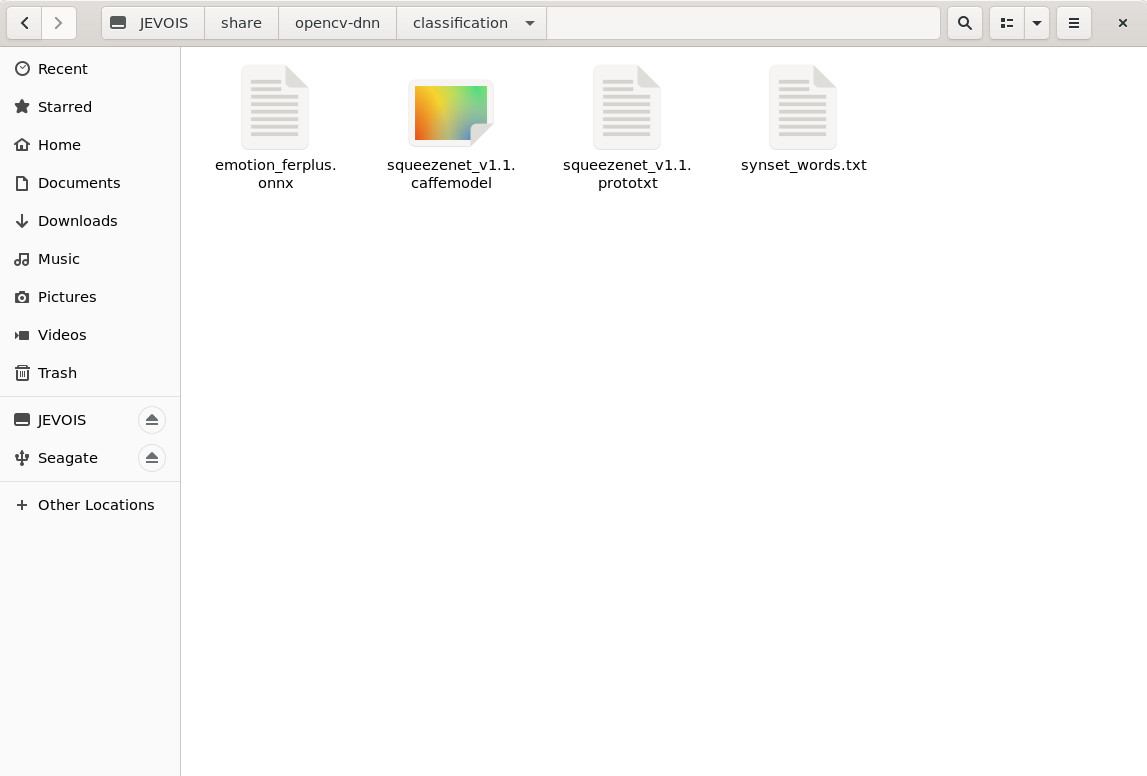 JEVOIS share opencv-dnn classification
Recent
Starred
Home
Documents
Downloads
Music
Pictures
Videos
Trash
JEVOIS
Seagate
Other Locations
emotion_ferplus.
onnx
squeezenet_v1.1.
caffemodel
squeezenet_v1.1.
prototxt
synset_words.txt